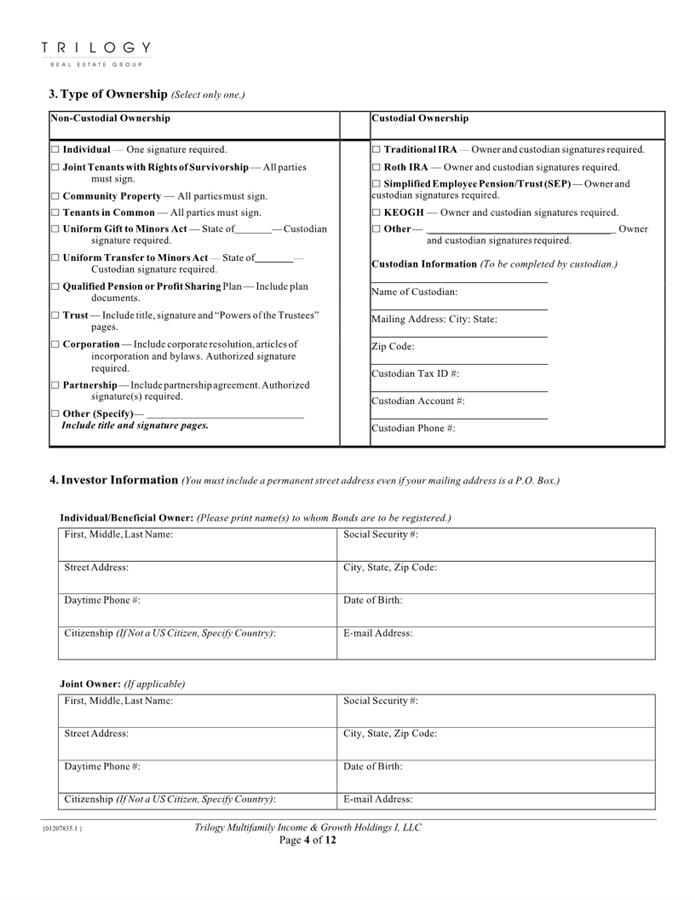 TRILOGY
REAL ESTATE GROUP
3. Type of Ownership (Select only one.)
Non-Custodial Ownership
☐ Individual — One signature required.
☐ Joint Tenants with Rights of Survivorship — All parties
must sign.
☐ Community Property — All parties must sign.
☐ Tenants in Common — All parties must sign.
☐ Uniform Gift to Minors Act — State of_______— Custodian
signature required.
☐ Uniform Transfer to Minors Act — State of_______—
Custodian signature required.
☐ Qualified Pension or Profit Sharing Plan — Include plan
documents.
☐ Trust — Include title, signature and “Powers of the Trustees”
pages.
☐ Corporation — Include corporate resolution, articles of
incorporation and bylaws. Authorized signature
required.
☐ Partnership — Include partnership agreement. Authorized
signature(s) required.
☐ Other (Specify)— ______________________________
Include title and signature pages.
Custodial Ownership
☐ Traditional IRA — Owner and custodian signatures required.
☐ Roth IRA — Owner and custodian signatures required.
☐ Simplified Employee Pension/Trust (SEP) — Owner and
custodian signatures required.
☐ KEOGH — Owner and custodian signatures required.
☐ Other— ___________________________________ Owner
and custodian signatures required.
Custodian Information (To be completed by custodian.)
Name of Custodian:
Mailing Address: City: State:
Zip Code:
Custodian Tax ID #:
Custodian Account #:
Custodian Phone #:
4. Investor Information (You must include a permanent street address even if your mailing address is a P.O. Box.)
Individual/Beneficial Owner: (Please print name(s) to whom Bonds are to be registered.)
First, Middle, Last Name: Social Security #:
Street Address: City, State, Zip Code:
Daytime Phone #: Date of Birth:
Citizenship (If Not a US Citizen, Specify Country): E-mail Address:
Joint Owner: (If applicable)
First, Middle, Last Name: Social Security #:
Street Address: City, State, Zip Code:
Daytime Phone #: Date of Birth:
Citizenship (If Not a US Citizen, Specify Country): E-mail Address:
{01207835.1 } Trilogy Multifamily Income & Growth Holdings I, LLC
Page 4 of 12